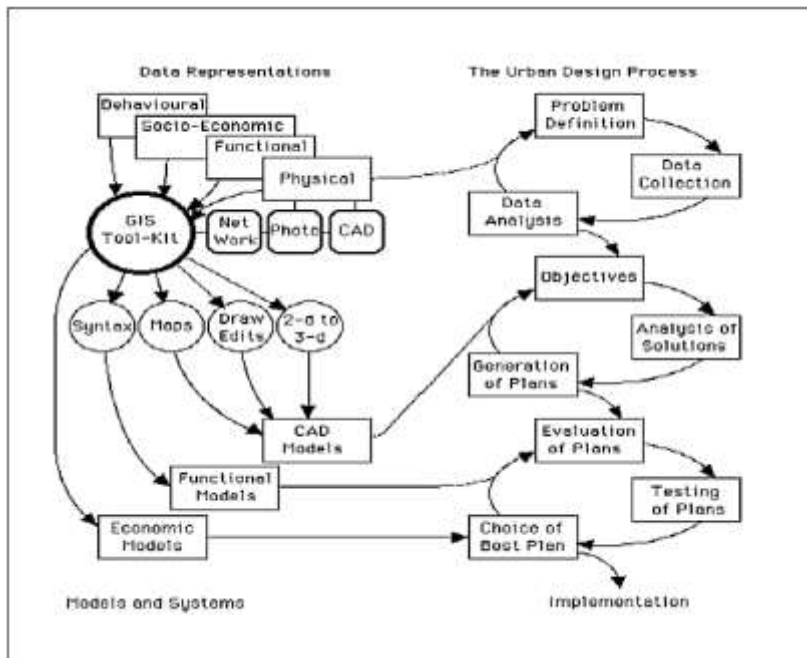 Data Representations
The Urban Design Process
Behavioural
Socio-Economic
Functional
Physical
GIS
Tool-Kit
Net
Work
Photo
CAD
Syntax
Maps
Draw
Edits
2-d to
3-d
CAD
Models
Functional
Models
Economic
Models
Models and Systems
Problem
Definition
Data
Collection
Data
Analysis
Objectives
Analysis of
Solutions
Generation
of Plans
Evaluation
of Plans
Testing
of Plans
Choice of
Best Plan
Implementation